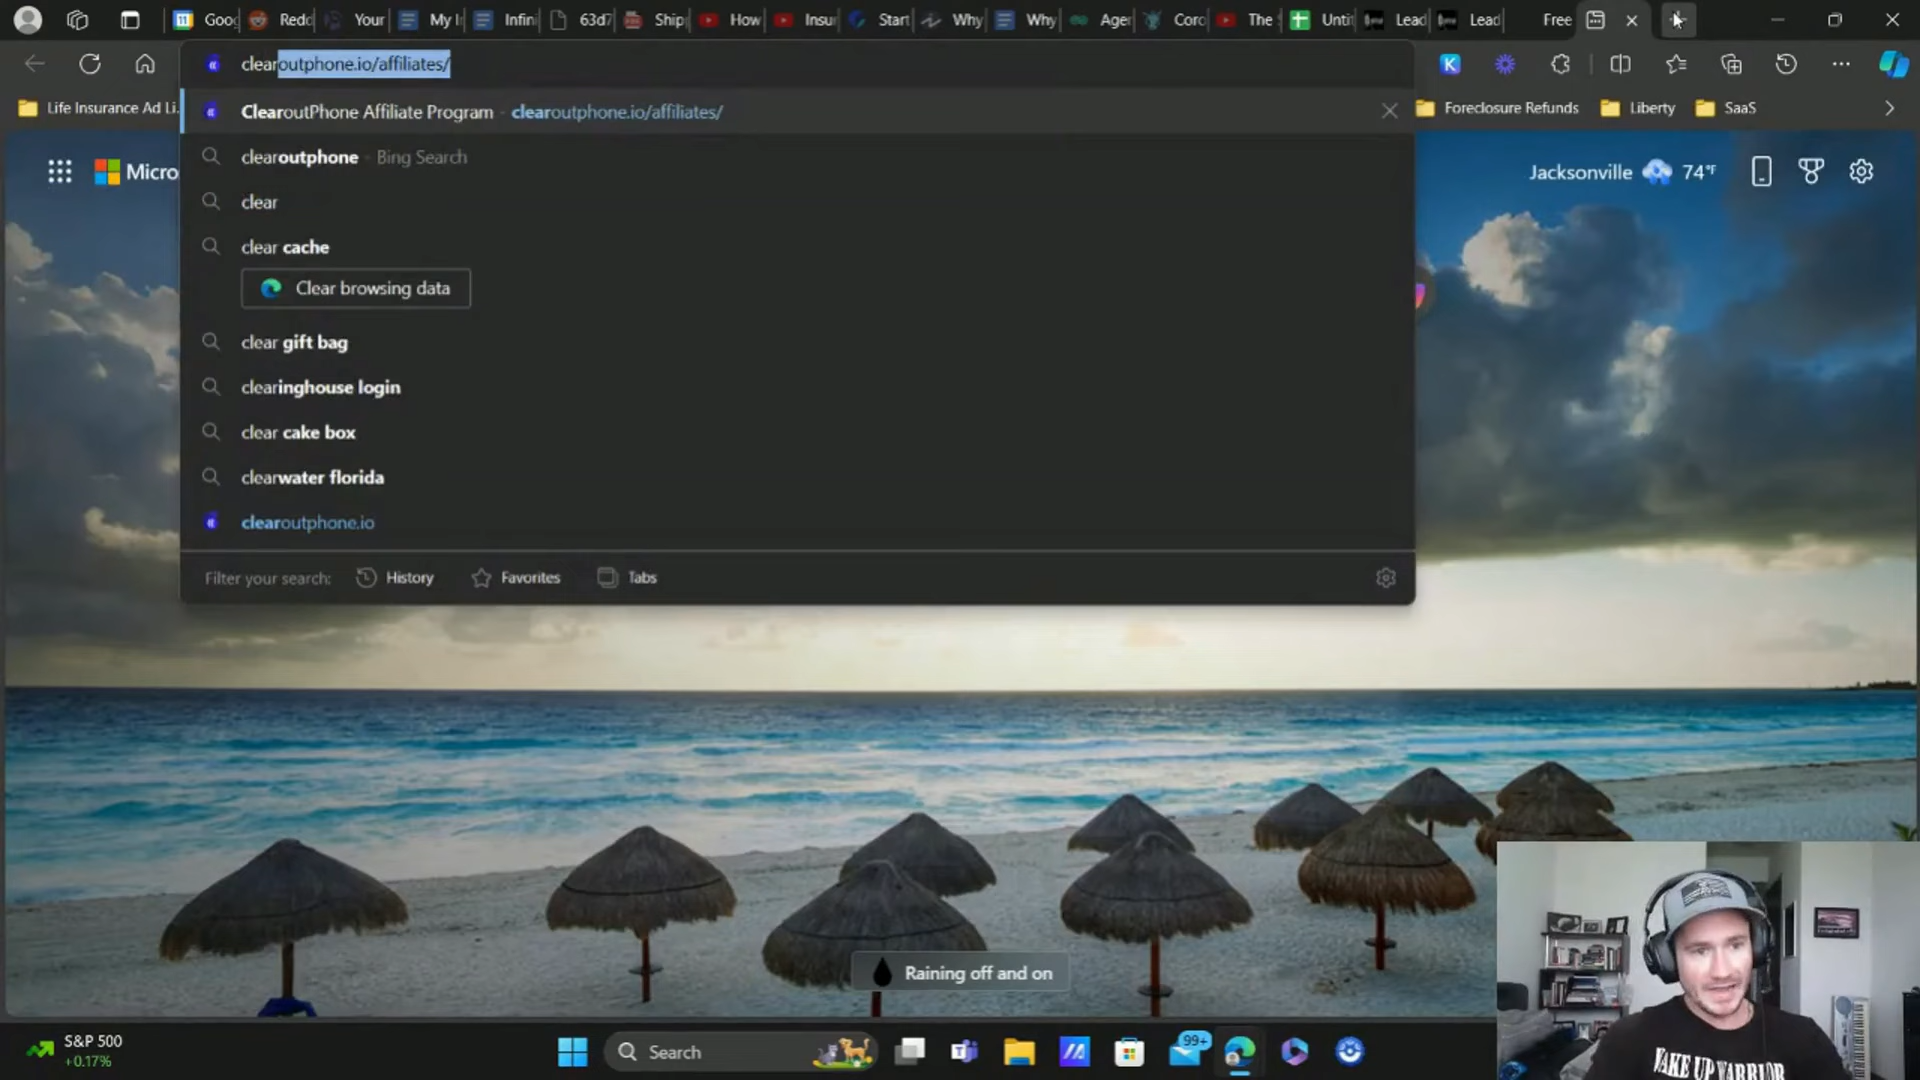 Goo
Redd
Your
My I
Infin
63d7
Ship
How
Insu
Start
Why
Why
Ager
Coro
The
Unti
Lead
Lead
Free
clearoutphone.io/affiliates/
Life Insurance Ad Li...
Foreclosure Refunds
Liberty
SaaS
ClearoutPhone Affiliate Program - clearoutphone.io/affiliates/
clearoutphone - Bing Search
clear
clear cache
Clear browsing data
clear gift bag
clearinghouse login
clear cake box
clearwater florida
clearoutphone.io
Filter your search: History Favorites Tabs
Micro
Jacksonville 74°F
Raining off and on
S&P 500
+0.17%
Search
99+
WAKE UP WARRIOR